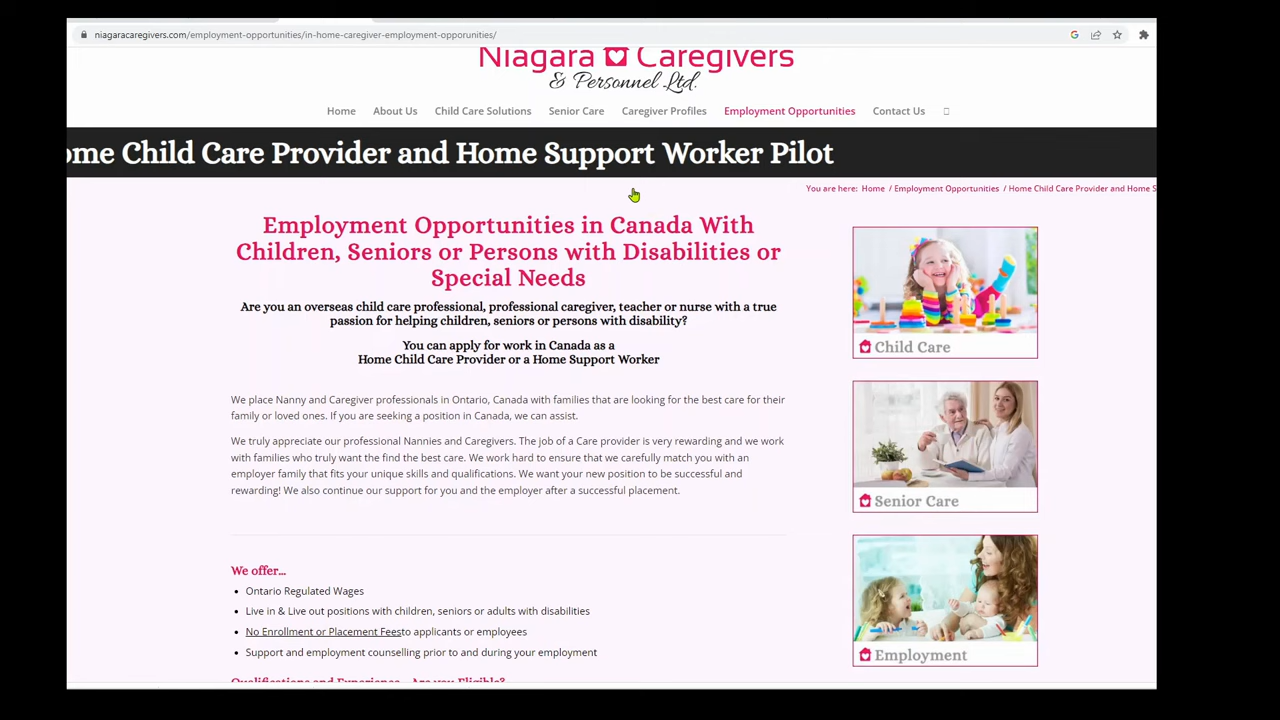 niagaracaregivers.com/employment-opportunities/in-home-caregiver-employment-opporunities/
Niagara Caregivers
& Personnel Ltd.
Home About Us Child Care Solutions Senior Care Caregiver Profiles Employment Opportunities Contact Us
ome Child Care Provider and Home Support Worker Pilot
You are here: Home / Employment Opportunities / Home Child Care Provider and Home S
Employment Opportunities in Canada With
Children, Seniors or Persons with Disabilities or
Special Needs
Are you an overseas child care professional, professional caregiver, teacher or nurse with a true
passion for helping children, seniors or persons with disability?
You can apply for work in Canada as a
Home Child Care Provider or a Home Support Worker
We place Nanny and Caregiver professionals in Ontario, Canada with families that are looking for the best care for their
family or loved ones. If you are seeking a position in Canada, we can assist.
We truly appreciate our professional Nannies and Caregivers. The job of a Care provider is very rewarding and we work
with families who truly want the find the best care. We work hard to ensure that we carefully match you with an
employer family that fits your unique skills and qualifications. We want your new position to be successful and
rewarding! We also continue our support for you and the employer after a successful placement.
We offer...
• Ontario Regulated Wages
• Live in & Live out positions with children, seniors or adults with disabilities
• No Enrollment or Placement Feesto applicants or employees
• Support and employment counselling prior to and during your employment
Qualifications and Experience – Are you Eligible?
Child Care
Senior Care
Employment